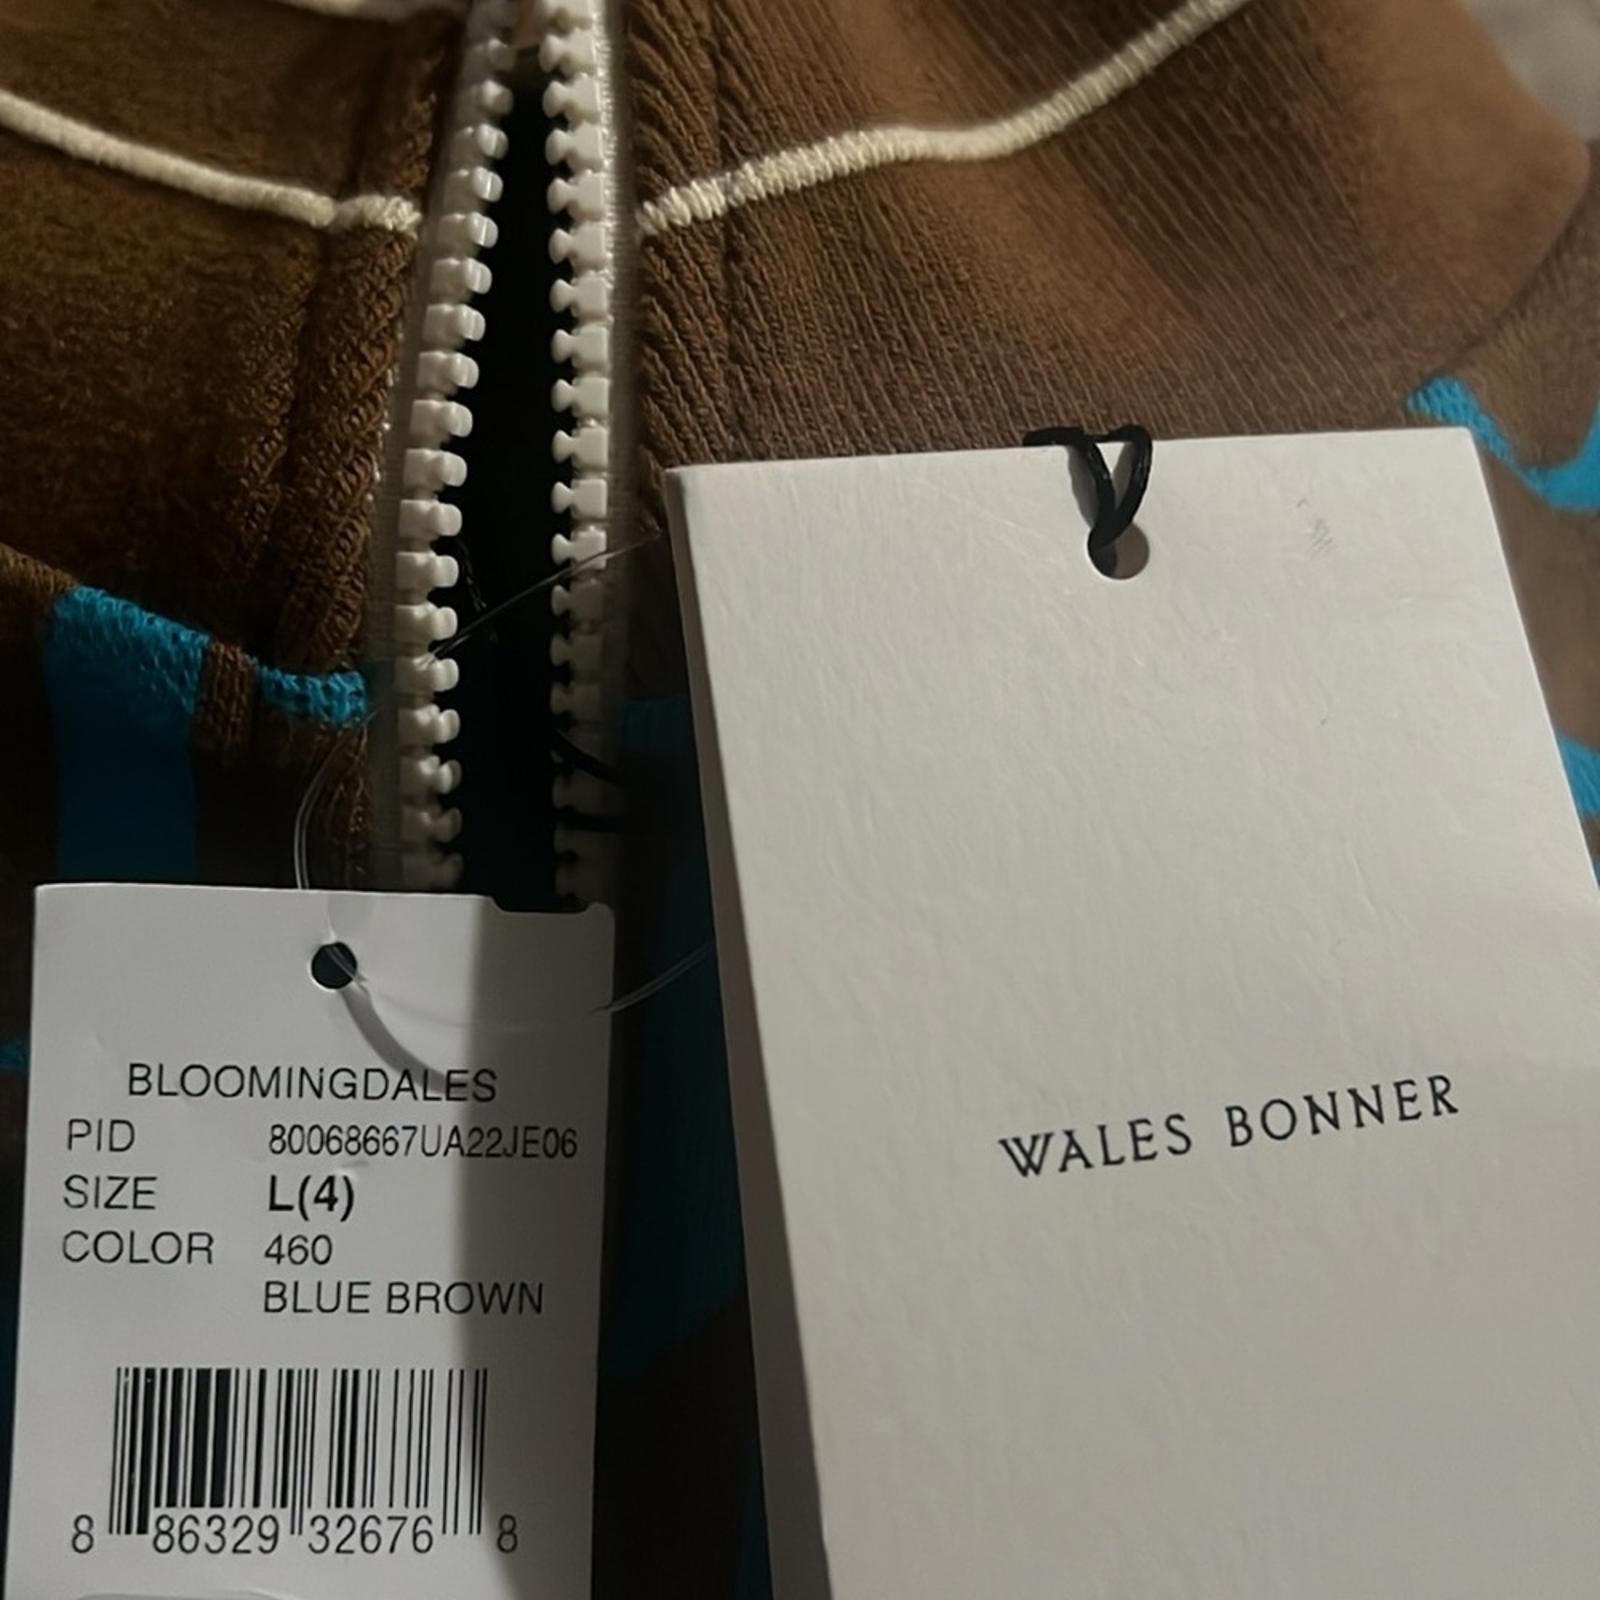 BLOOMINGDALES
PID 80068667UA22JE06
SIZE L(4)
COLOR 460
BLUE BROWN
8 86329 32676 8
WALES BONNER